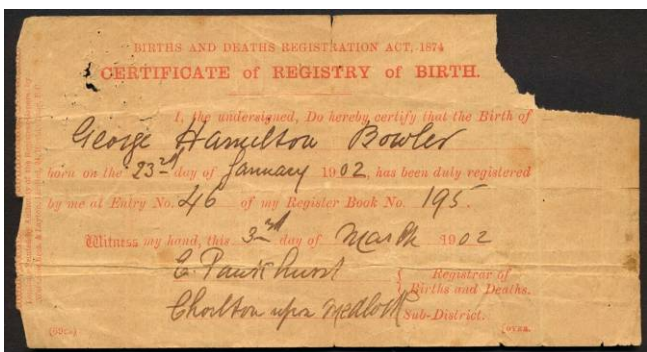 BIRTHS AND DEATHS REGISTRATION ACT, 1874
CERTIFICATE of REGISTRY of BIRTH.
I, the undersigned, Do hereby certify that the Birth of
George Hamilton Bowler
born on the 23rd day of January 1902, has been duly registered
by me at Entry No. 46 of my Register Book No. 195.
Witness my hand, this 3rd day of March 1902
E. Pankhurst { Registrar of
Births and Deaths.
Chorlton upon Medlock Sub-District.
[OVER.